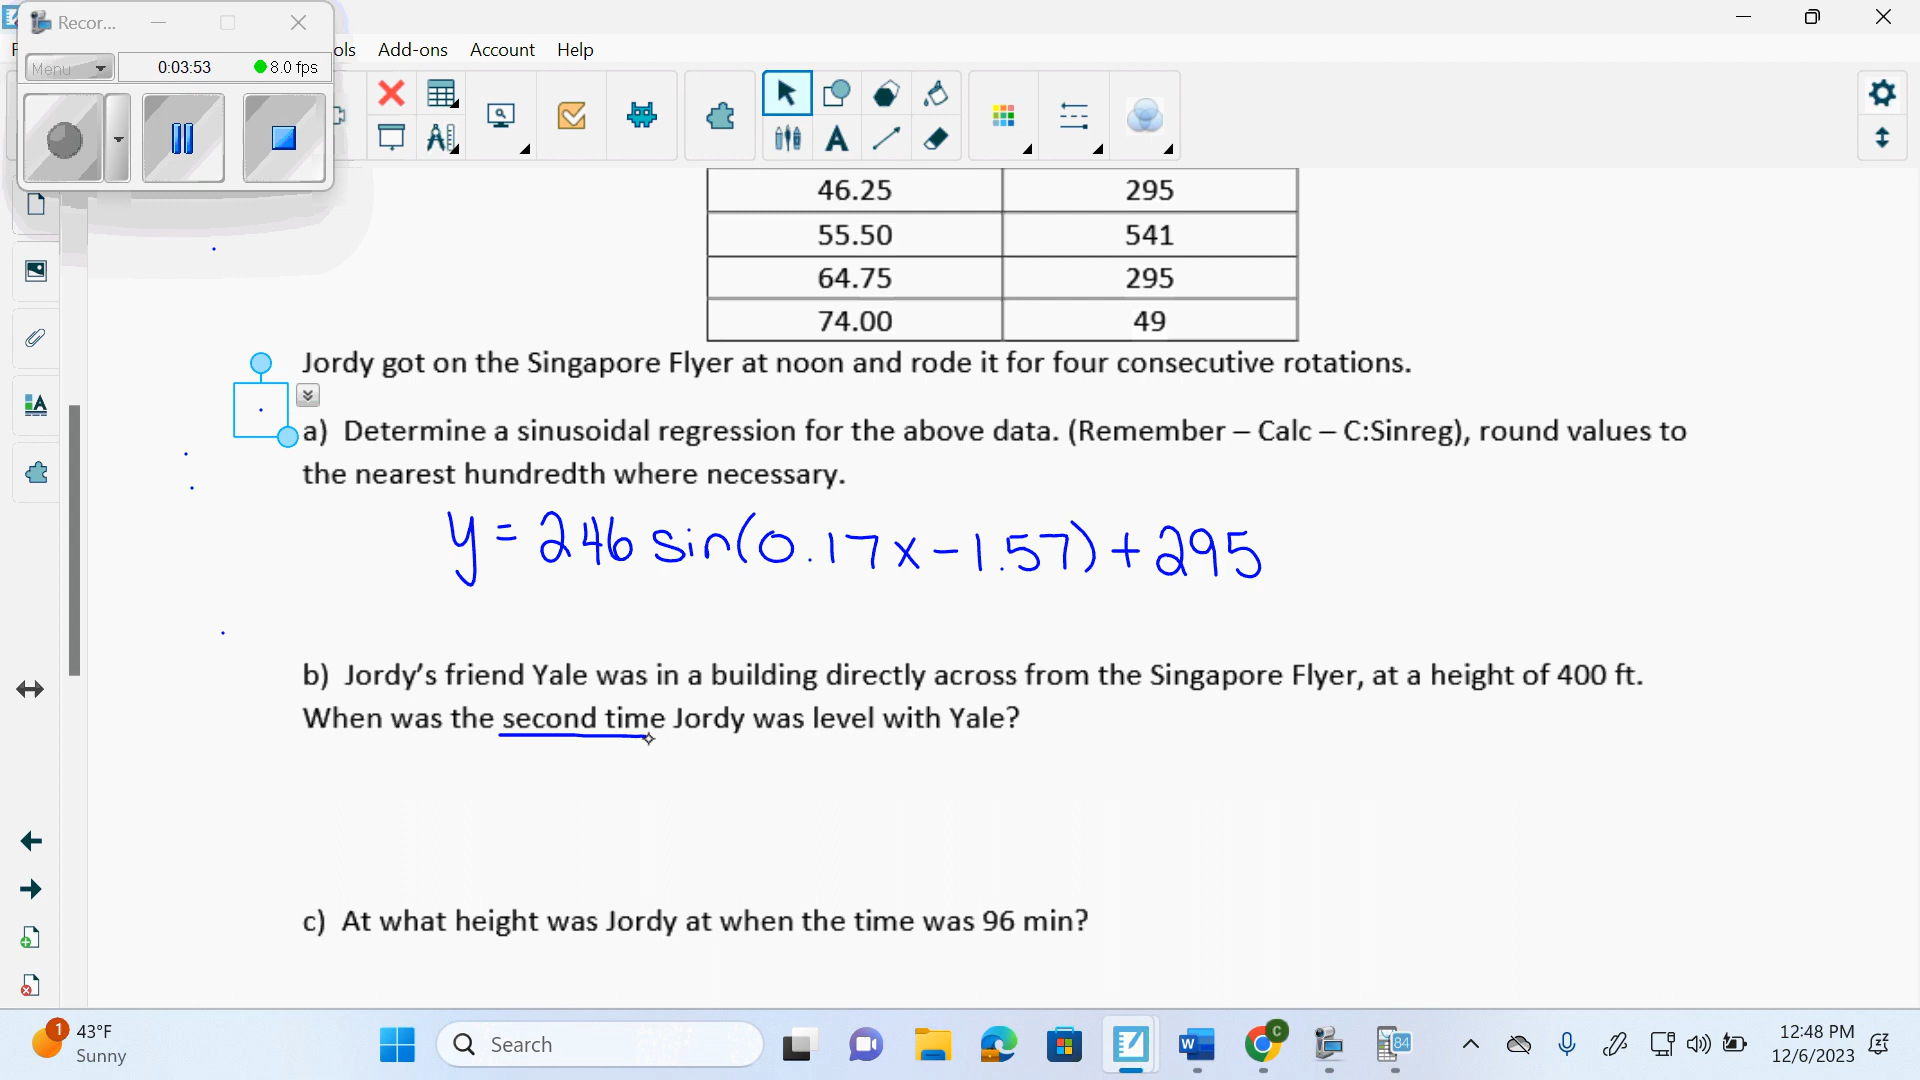 Recor...
ols Add-ons Account Help
Menu 0:03:53 8.0 fps
46.25 295
55.50 541
64.75 295
74.00 49
Jordy got on the Singapore Flyer at noon and rode it for four consecutive rotations.
a) Determine a sinusoidal regression for the above data. (Remember – Calc – C:Sinreg), round values to
the nearest hundredth where necessary.
y = 246 sin(0.17x - 1.57) + 295
b) Jordy's friend Yale was in a building directly across from the Singapore Flyer, at a height of 400 ft.
When was the second time Jordy was level with Yale?
c) At what height was Jordy at when the time was 96 min?
1 43°F
Sunny
Search
C
84
12:48 PM
12/6/2023